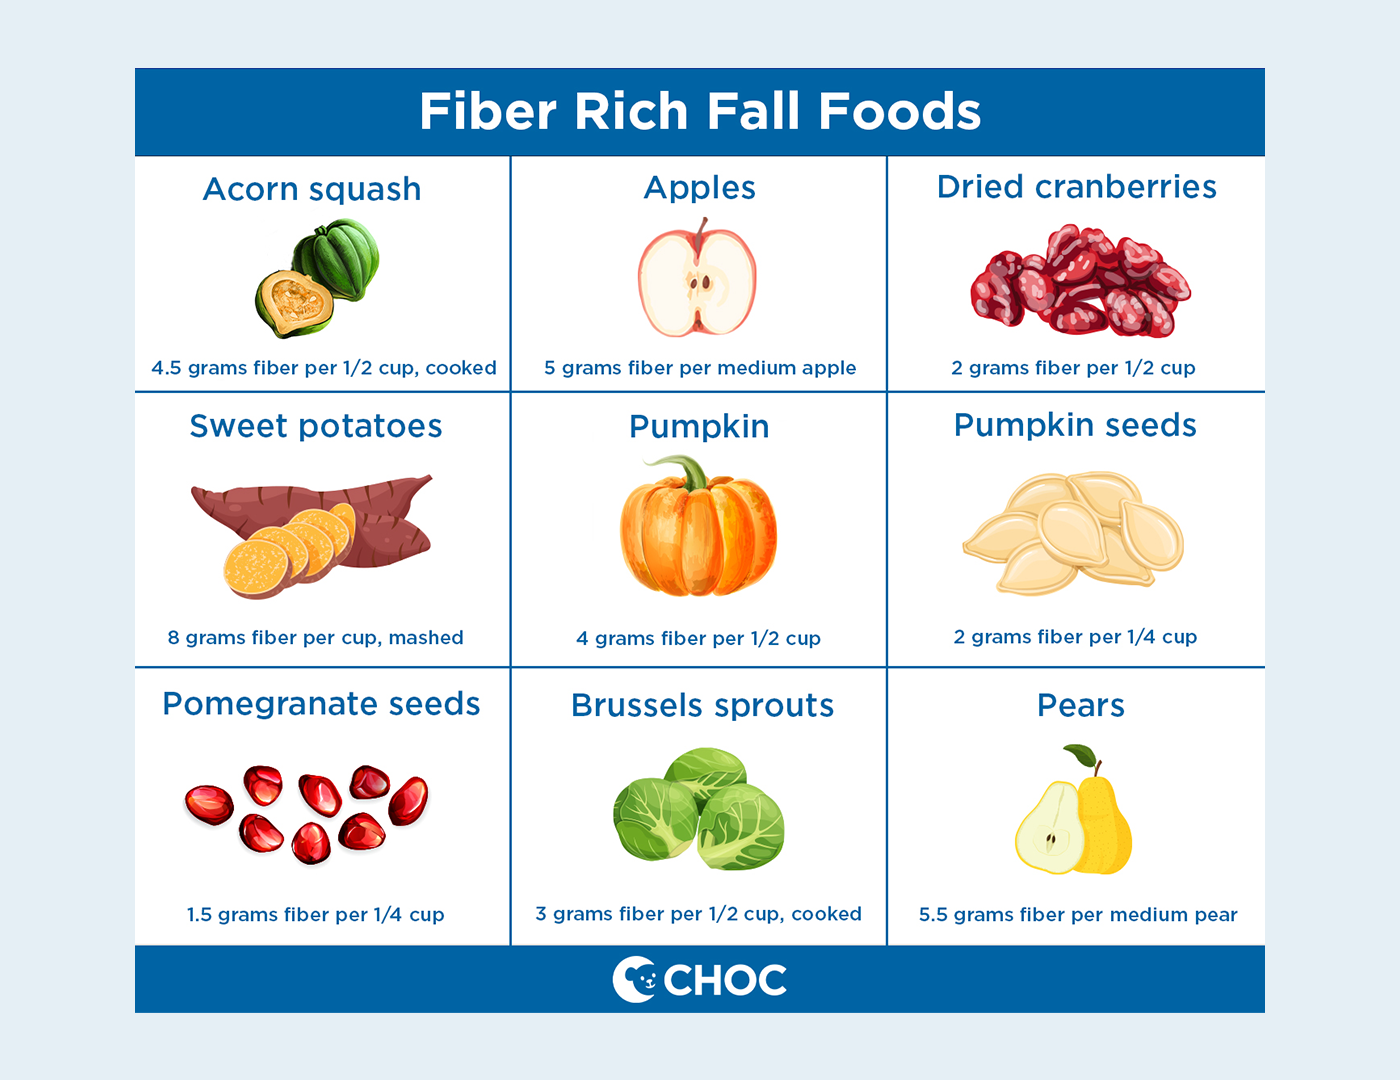 Fiber Rich Fall Foods
Acorn squash
4.5 grams fiber per 1/2 cup, cooked
Apples
5 grams fiber per medium apple
Dried cranberries
2 grams fiber per 1/2 cup
Sweet potatoes
8 grams fiber per cup, mashed
Pumpkin
4 grams fiber per 1/2 cup
Pumpkin seeds
2 grams fiber per 1/4 cup
Pomegranate seeds
1.5 grams fiber per 1/4 cup
Brussels sprouts
3 grams fiber per 1/2 cup, cooked
Pears
5.5 grams fiber per medium pear
CHOC